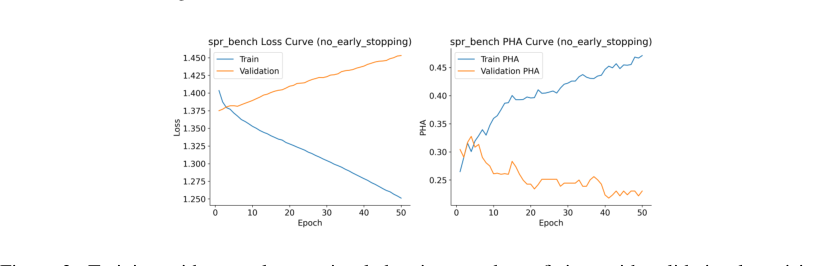 spr_bench Loss Curve (no_early_stopping)
1.450
1.425
1.400
1.375
1.350
1.325
1.300
1.275
1.250
Loss
Train
Validation
0 10 20 30 40 50
Epoch
spr_bench PHA Curve (no_early_stopping)
0.45
0.40
0.35
0.30
0.25
PHA
Train PHA
Validation PHA
0 10 20 30 40 50
Epoch